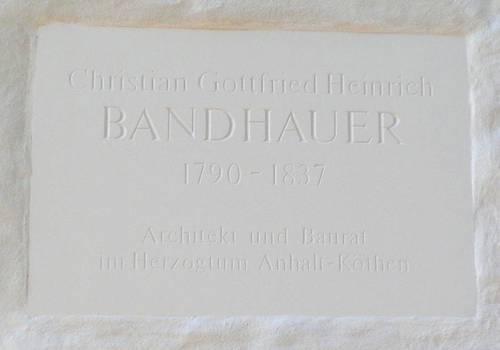 Christian Gottfried Heinrich
BANDHAUER
1790 - 1837
Architekt und Baurat
im Herzogtum Anhalt-Köthen